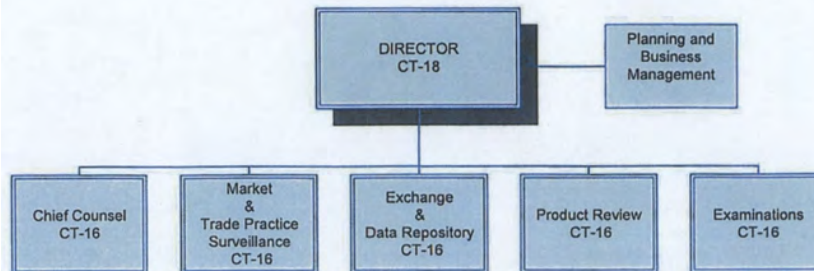 DIRECTOR
CT-18
Planning and
Business
Management
Chief Counsel
CT-16
Market
&
Trade Practice
Surveillance
CT-16
Exchange
&
Data Repository
CT-16
Product Review
CT-16
Examinations
CT-16